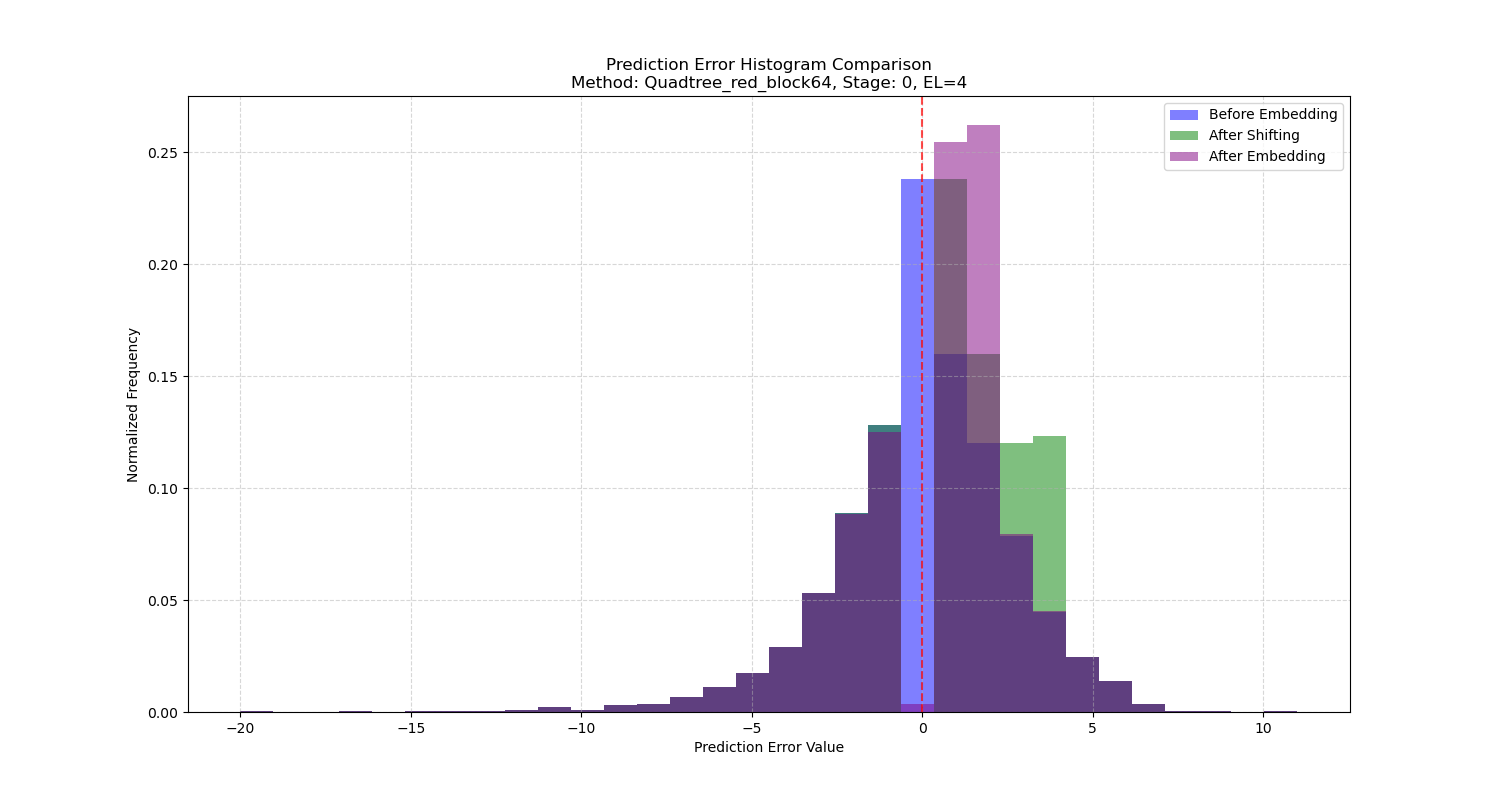 Prediction Error Histogram Comparison
Method: Quadtree_red_block64, Stage: 0, EL=4
Before Embedding
After Shifting
After Embedding
Normalized Frequency
0.25
0.20
0.15
0.10
0.05
0.00
−20 −15 −10 −5 0 5 10
Prediction Error Value